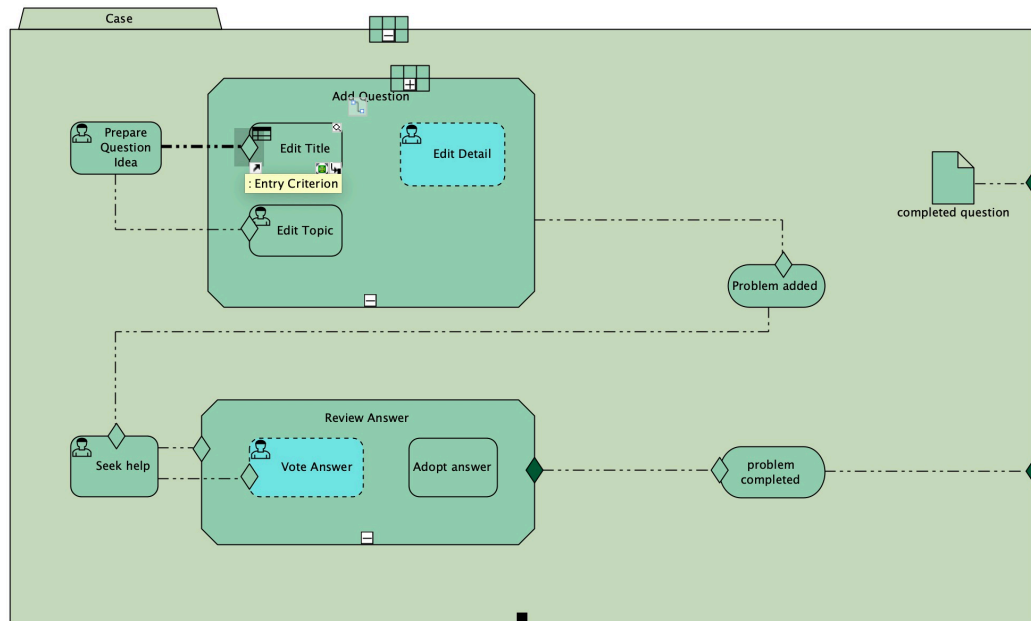 Case
Add Question
Prepare
Question
Idea
Edit Title
Edit Detail
: Entry Criterion
Edit Topic
completed question
Problem added
Review Answer
Seek help
Vote Answer
Adopt answer
problem
completed